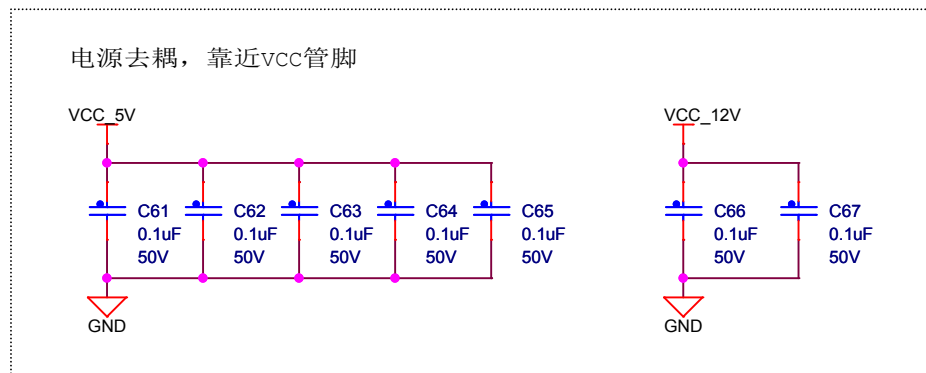 电源去耦，靠近VCC管脚
VCC_5V
VCC_12V
C61
0.1uF
50V
C62
0.1uF
50V
C63
0.1uF
50V
C64
0.1uF
50V
C65
0.1uF
50V
C66
0.1uF
50V
C67
0.1uF
50V
GND
GND